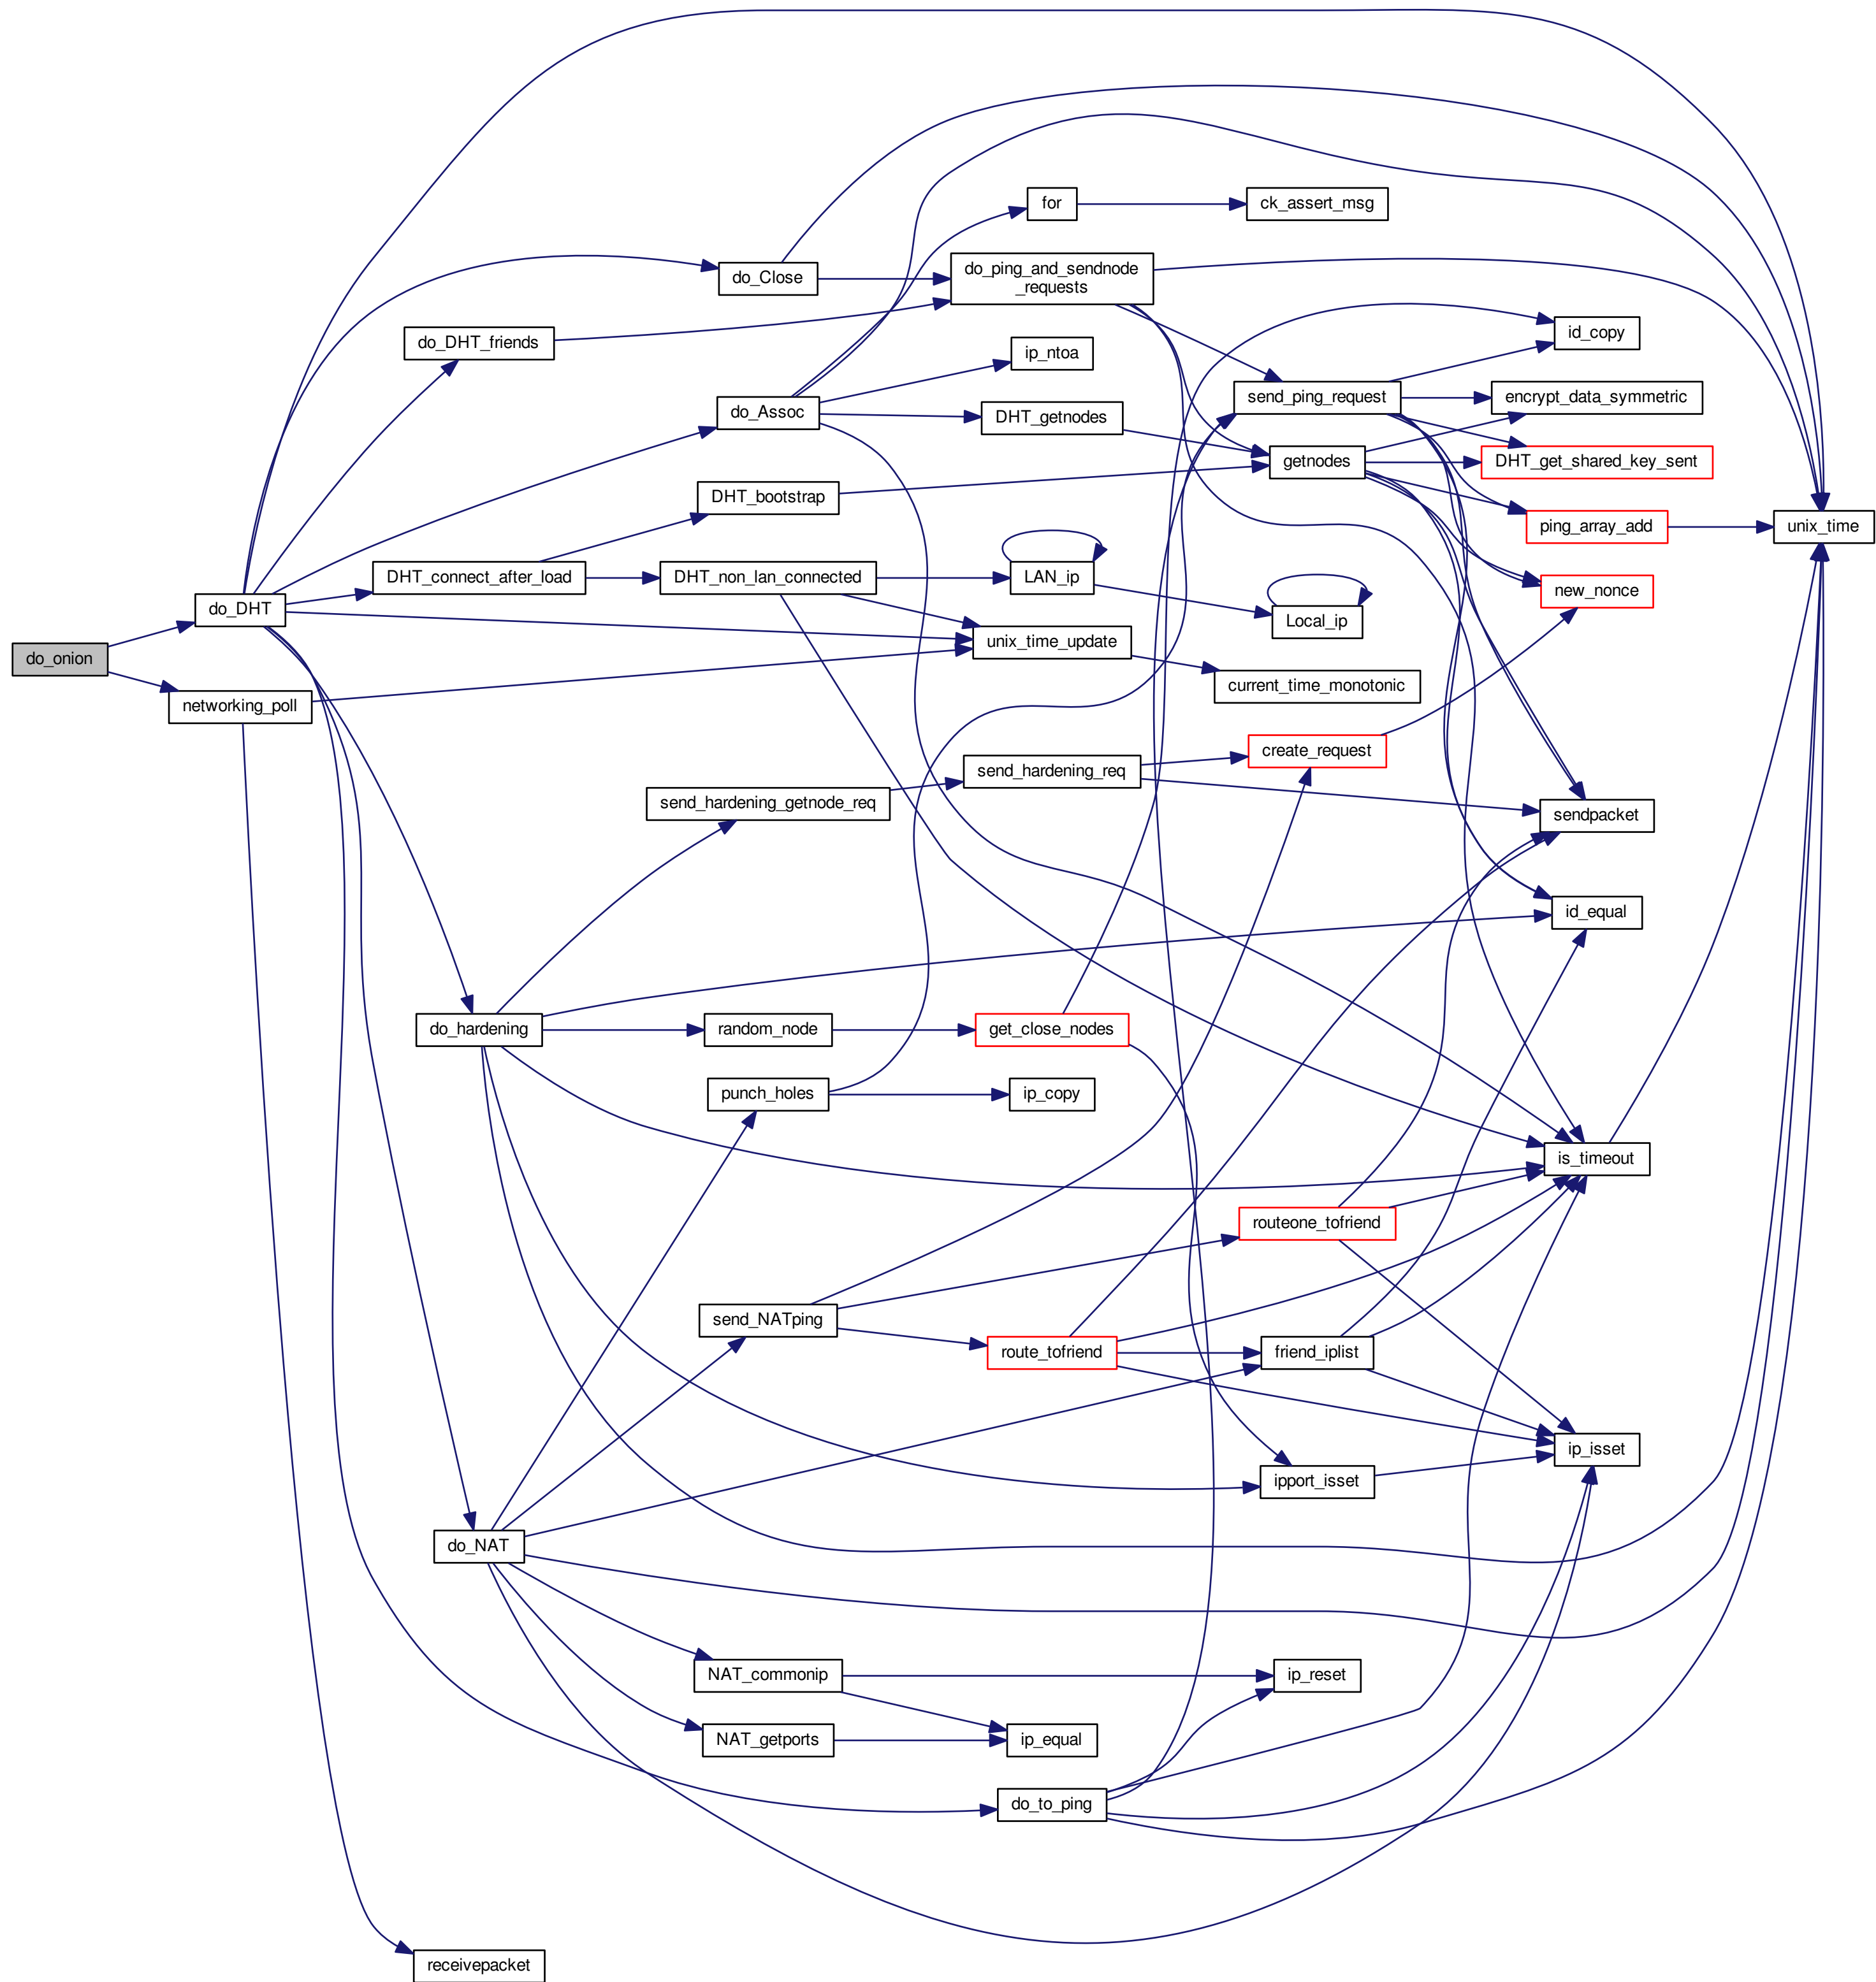 for
ck_assert_msg
do_Close
do_ping_and_sendnode
_requests
do_DHT_friends
ip_ntoa
id_copy
do_Assoc
DHT_getnodes
send_ping_request
encrypt_data_symmetric
getnodes
DHT_get_shared_key_sent
DHT_bootstrap
ping_array_add
unix_time
DHT_connect_after_load
DHT_non_lan_connected
LAN_ip
new_nonce
do_DHT
Local_ip
unix_time_update
do_onion
current_time_monotonic
networking_poll
create_request
send_hardening_req
send_hardening_getnode_req
sendpacket
id_equal
do_hardening
random_node
get_close_nodes
punch_holes
ip_copy
is_timeout
routeone_tofriend
send_NATping
route_tofriend
friend_iplist
ip_isset
ipport_isset
do_NAT
NAT_commonip
ip_reset
NAT_getports
ip_equal
do_to_ping
receivepacket